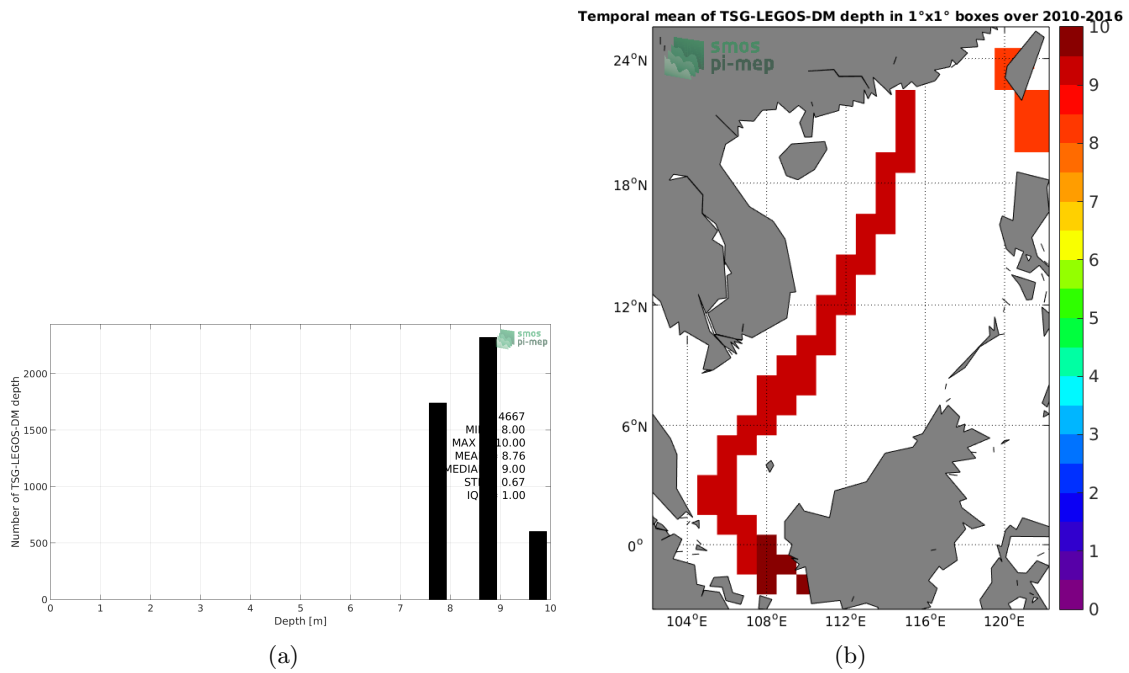 Temporal mean of TSG-LEGOS-DM depth in 1°x1° boxes over 2010-2016
smos
pi-mep
24°N
18°N
12°N
6°N
0°
104°E 108°E 112°E 116°E 120°E
10
9
8
7
6
5
4
3
2
1
0
smos
pi-mep
Number of TSG-LEGOS-DM depth
2000
1500
1000
500
0
4667
8.00
MAX 10.00
8.76
MEDIA 9.00
0.67
1.00
0 1 2 3 4 5 6 7 8 9 10
Depth [m]
(a)
(b)